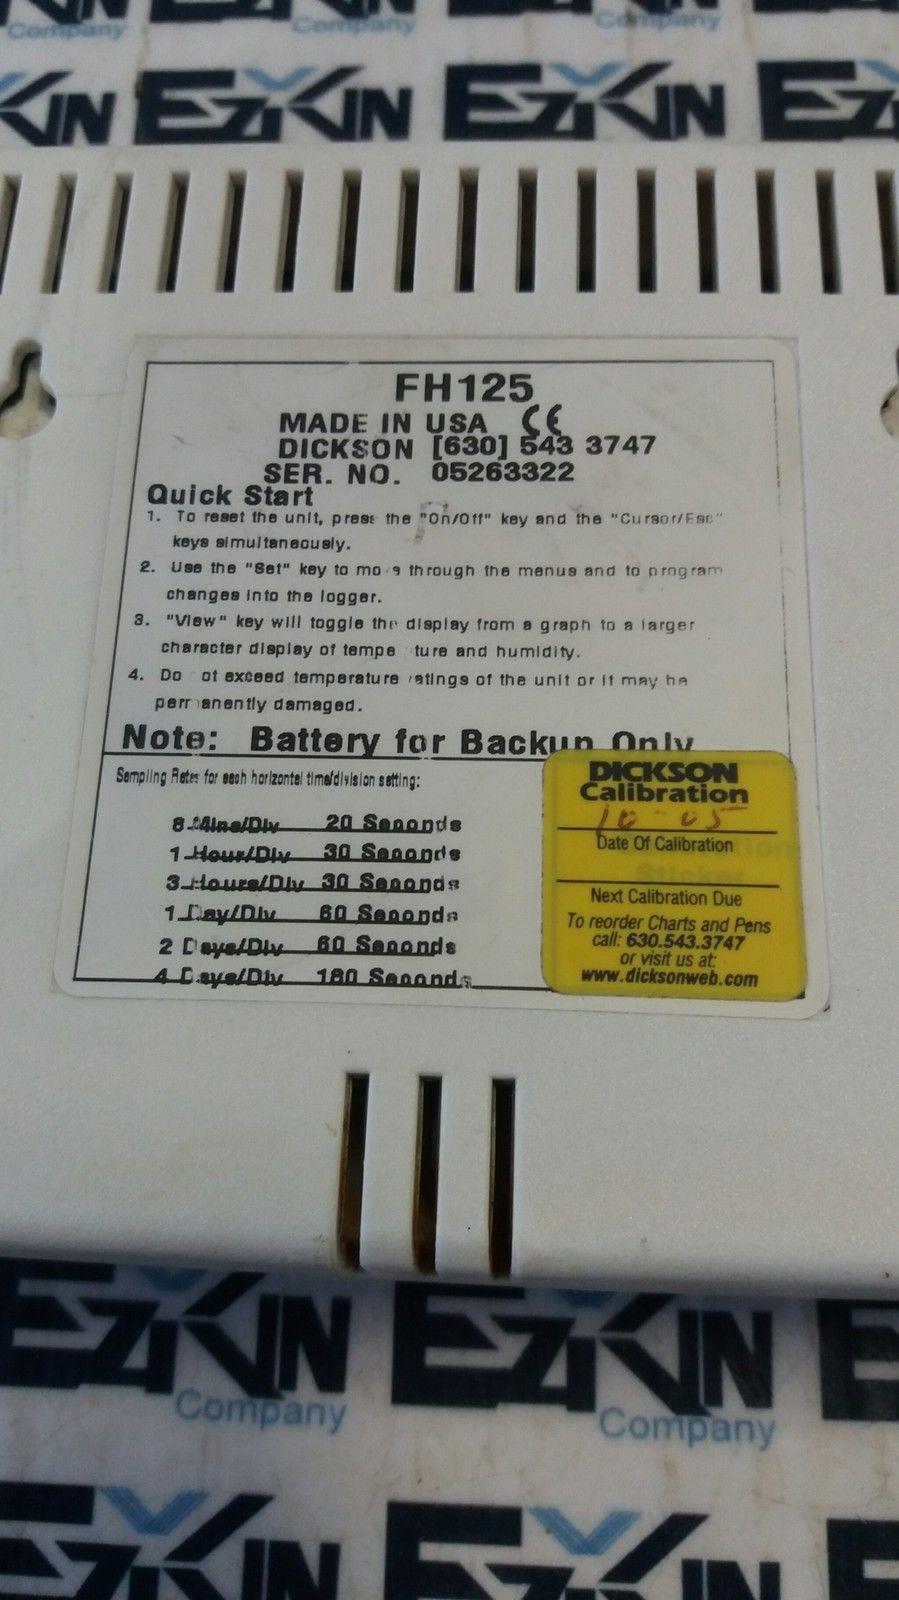 Company Company Company
EZKIN EZKIN
FH125
MADE IN USA CE
DICKSON [630] 543 3747
SER. NO. 05263322
Quick Start
1. To reset the unit, press the "On/Off" key and the "Cursor/Esc"
keys simultaneously.
2. Use the "Set" key to mo e through the menus and to program
changes into the logger.
3. "View" key will toggle the display from a graph to a larger
character display of tempe ture and humidity.
4. Do ot exceed temperature ratings of the unit or it may be
per anently damaged.
Note: Battery for Backup Only
Sampling Rates for each horizontal time/division setting:
8 Mins/Div 20 Seconds
1 Hour/Div 30 Seconds
3 Hours/Div 30 Seconds
1 Day/Div 60 Seconds
2 Days/Div 60 Seconds
4 Days/Div 180 Seconds
DICKSON
Calibration
10-05
Date Of Calibration
Next Calibration Due
To reorder Charts and Pens
call: 630.543.3747
or visit us at:
www.dicksonweb.com
EZKIN EZKIN
Company Company
EZKIN EZKIN